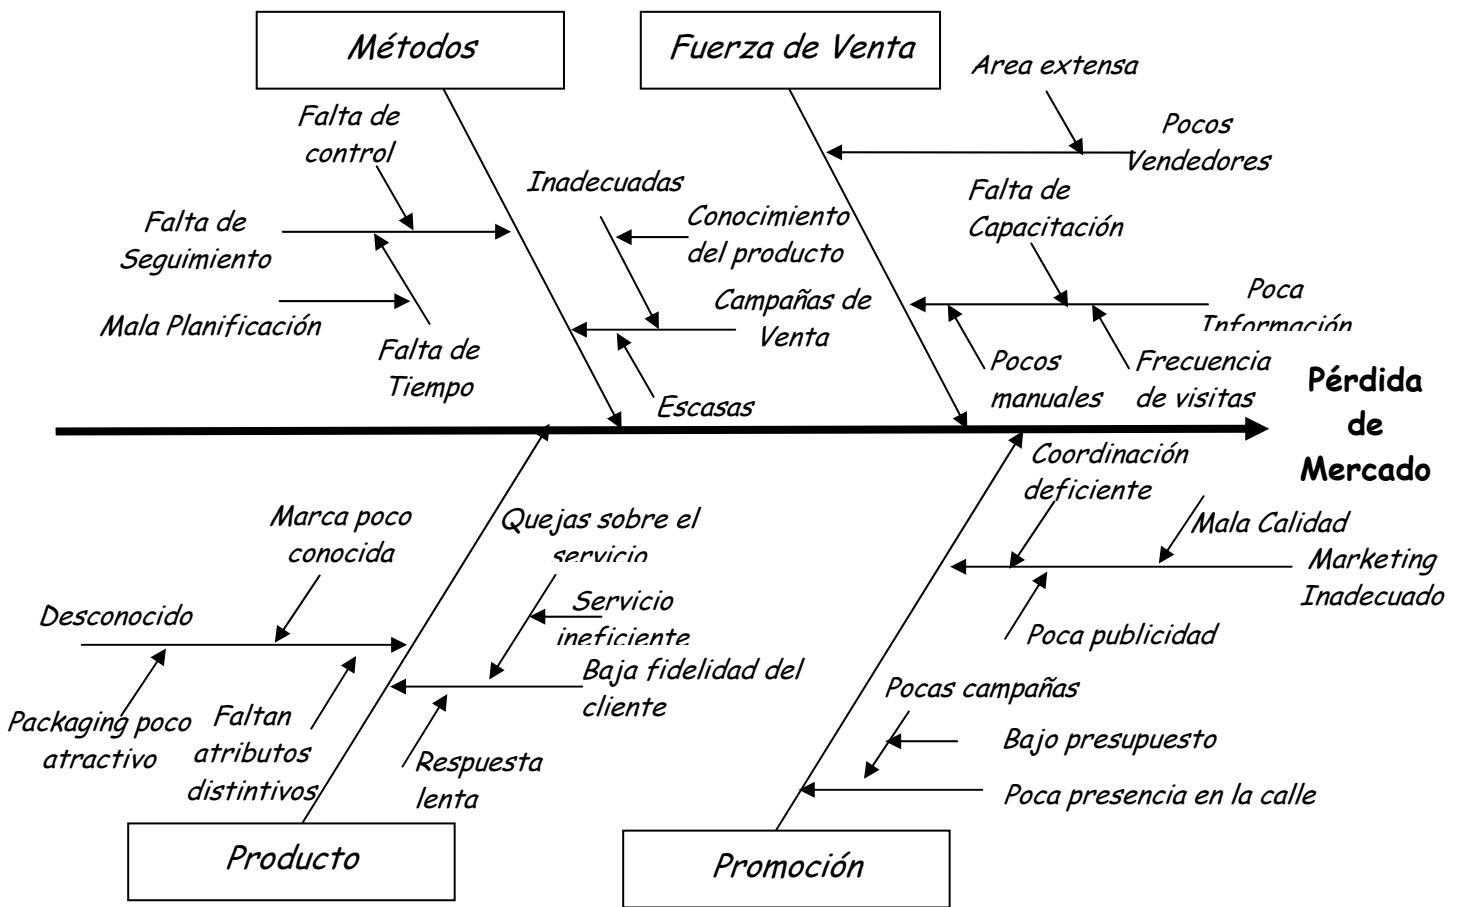 Métodos
Fuerza de Venta
Area extensa
Falta de
control
Pocos
Vendedores
Inadecuadas
Falta de
Capacitación
Conocimiento
del producto
Falta de
Seguimiento
Campañas de
Venta
Poca
Información
Mala Planificación
Falta de
Tiempo
Pocos
manuales
Frecuencia
de visitas
Escasas
Pérdida
de
Mercado
Coordinación
deficiente
Marca poco
conocida
Quejas sobre el
servicio
Mala Calidad
Marketing
Inadecuado
Desconocido
Servicio
ineficiente
Poca publicidad
Baja fidelidad del
cliente
Pocas campañas
Packaging poco
atractivo
Faltan
atributos
distintivos
Respuesta
lenta
Bajo presupuesto
Poca presencia en la calle
Producto
Promoción